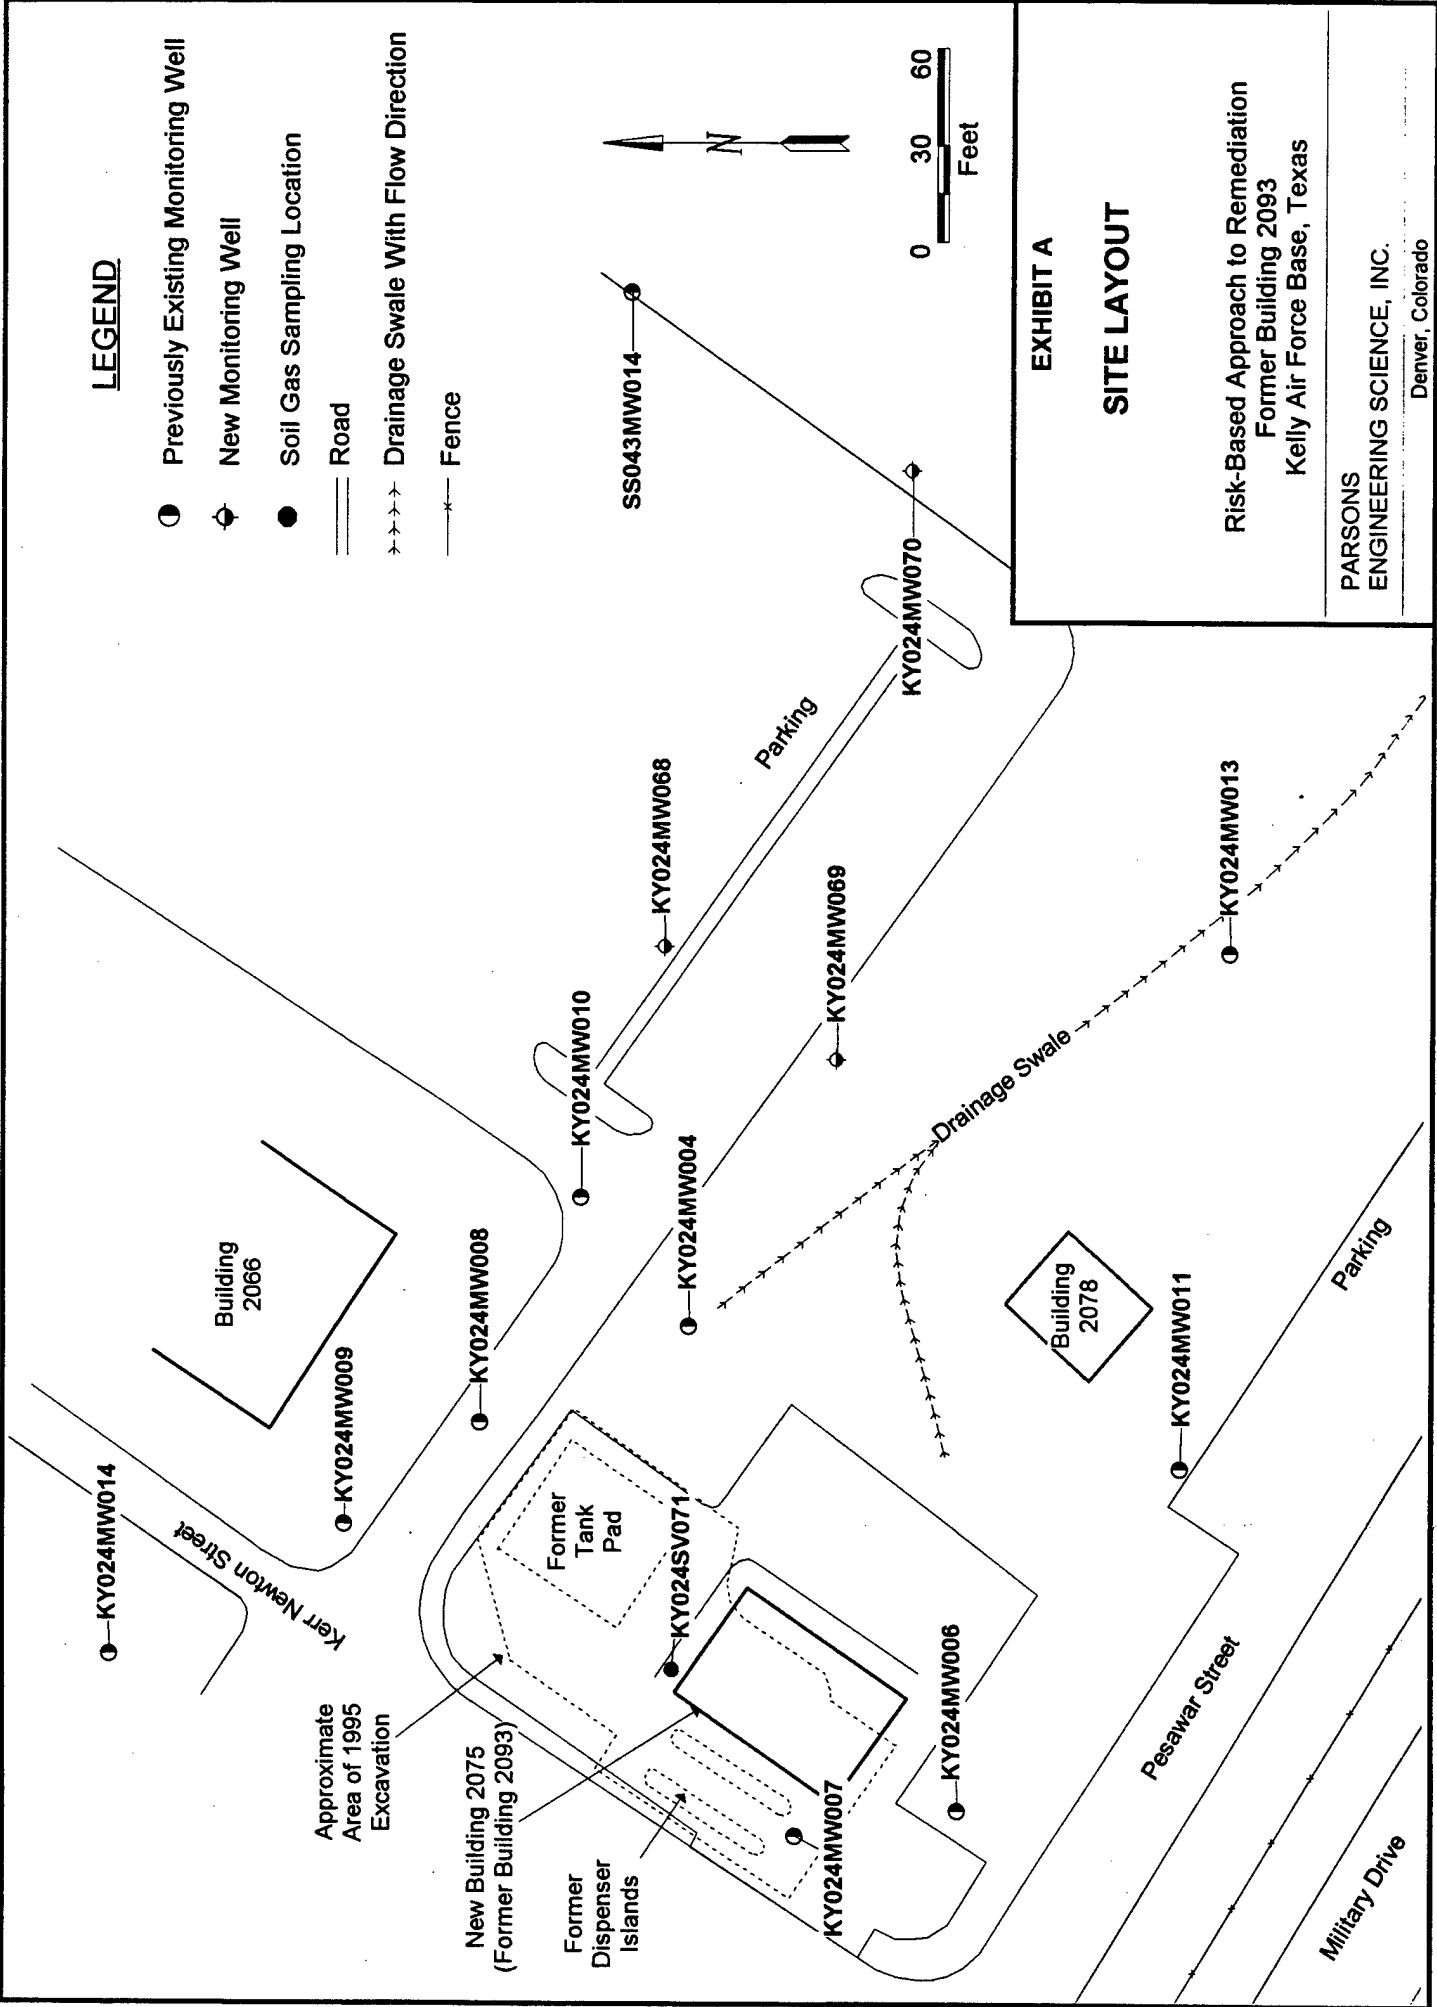 LEGEND
Previously Existing Monitoring Well
New Monitoring Well
Soil Gas Sampling Location
Road
Drainage Swale With Flow Direction
Fence
N
0 30 60
Feet
KY024MW014
Kerr Newton Street
KY024MW009
Building
2066
KY024MW008
KY024MW010
KY024MW068
SS043MW014
Approximate
Area of 1995
Excavation
New Building 2075
(Former Building 2093)
Former
Dispenser
Islands
Former
Tank
Pad
KY024SV071
KY024MW004
KY024MW069
Parking
KY024MW070
KY024MW007
KY024MW006
Drainage Swale
Building
2078
KY024MW011
KY024MW013
Parking
Pesawar Street
Military Drive
EXHIBIT A
SITE LAYOUT
Risk-Based Approach to Remediation
Former Building 2093
Kelly Air Force Base, Texas
PARSONS
ENGINEERING SCIENCE, INC.
Denver, Colorado